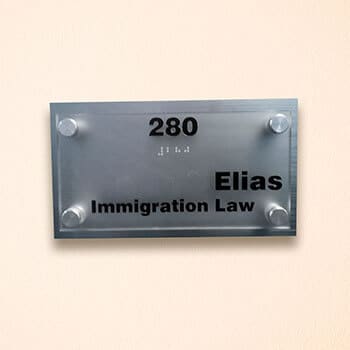 280
⠼⠃⠓⠚
Elias
Immigration Law